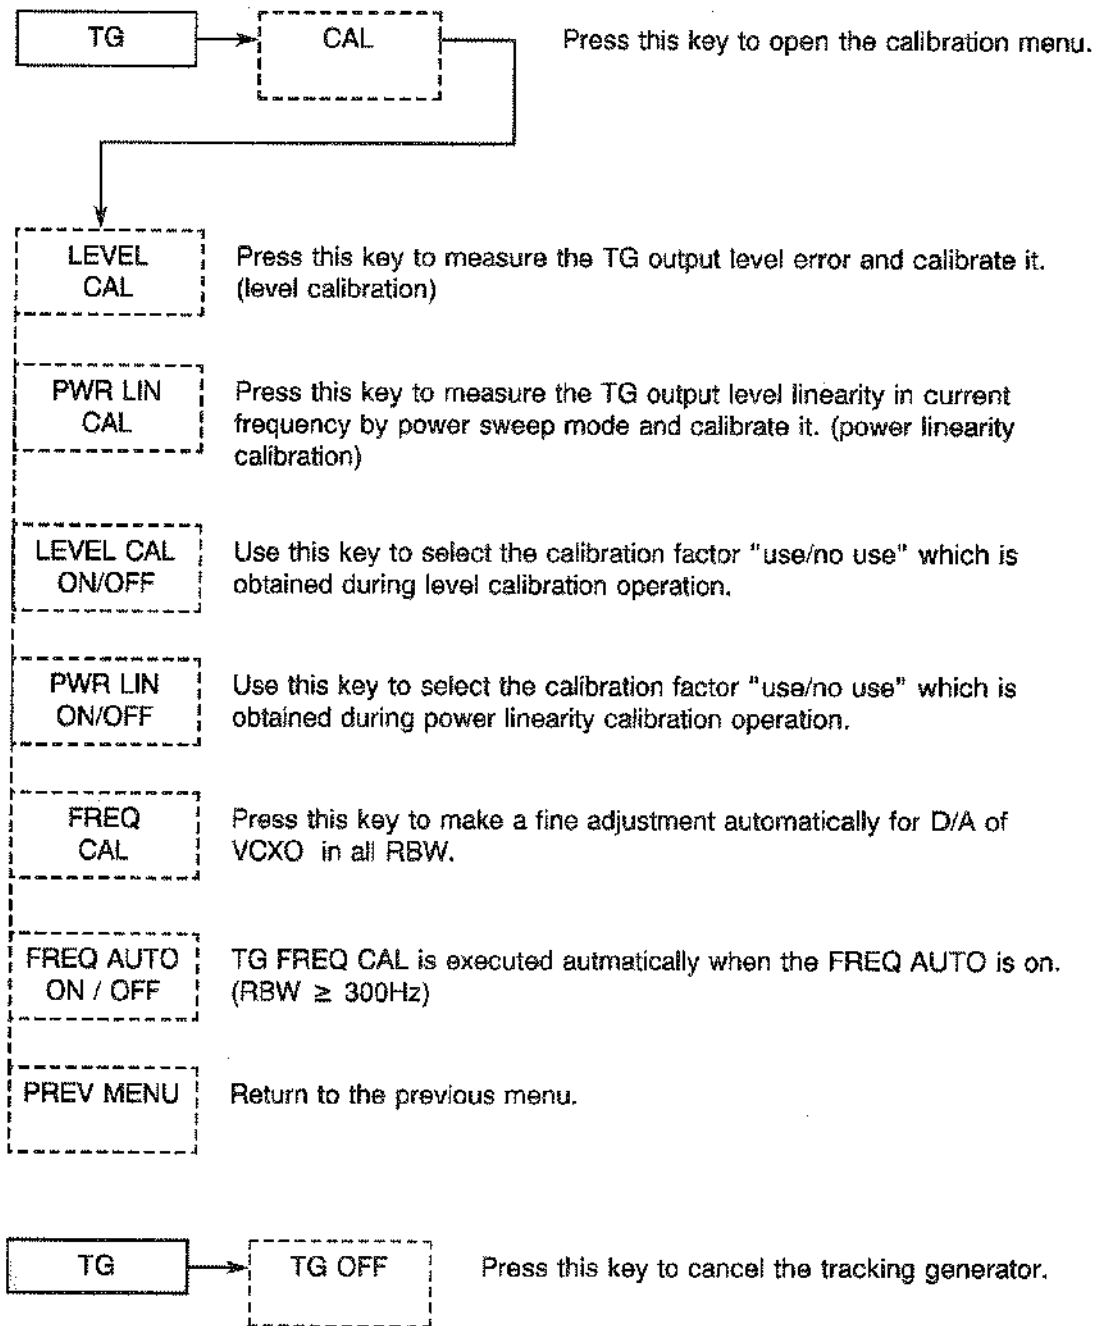 TG CAL Press this key to open the calibration menu.
LEVEL
CAL
Press this key to measure the TG output level error and calibrate it.
(level calibration)
PWR LIN
CAL
Press this key to measure the TG output level linearity in current
frequency by power sweep mode and calibrate it. (power linearity
calibration)
LEVEL CAL
ON/OFF
Use this key to select the calibration factor "use/no use" which is
obtained during level calibration operation.
PWR LIN
ON/OFF
Use this key to select the calibration factor "use/no use" which is
obtained during power linearity calibration operation.
FREQ
CAL
Press this key to make a fine adjustment automatically for D/A of
VCXO in all RBW.
FREQ AUTO
ON / OFF
TG FREQ CAL is executed autmatically when the FREQ AUTO is on.
(RBW ≥ 300Hz)
PREV MENU
Return to the previous menu.
TG TG OFF Press this key to cancel the tracking generator.